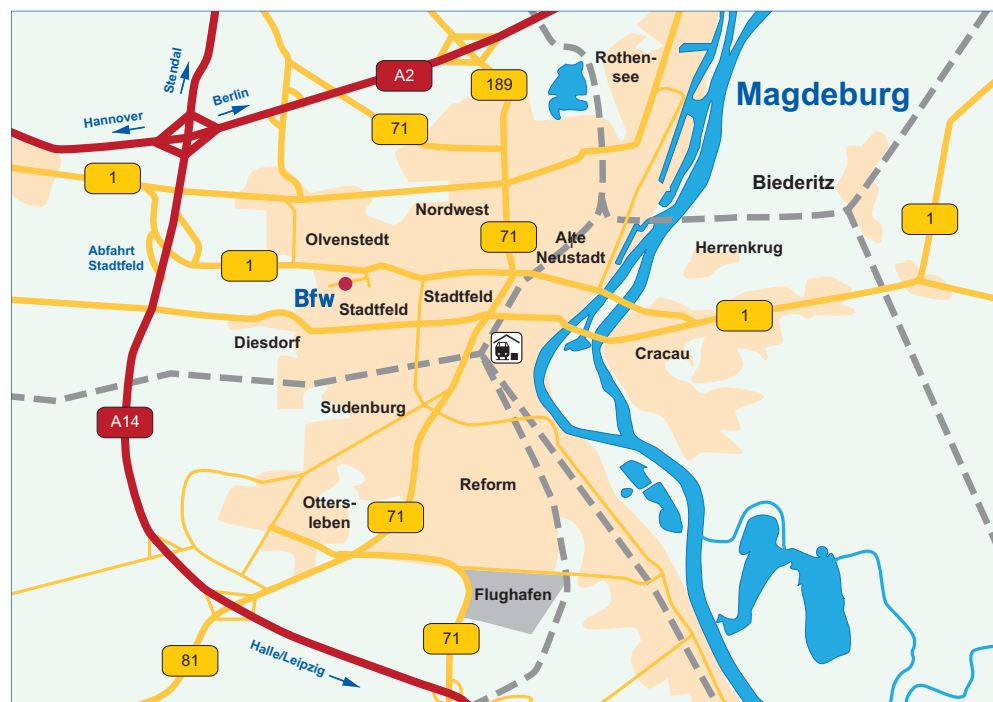 Rothen-
see
A2
189
Magdeburg
Stendal
Berlin
Hannover
71
1
Biederitz
Nordwest
1
71
Alte
Neustadt
Olvenstedt
Herrenkrug
Abfahrt
Stadtfeld
1
Bfw
Stadtfeld
Stadtfeld
1
Diesdorf
Cracau
Sudenburg
A14
Reform
Otters-
leben
71
Flughafen
71
81
Halle/Leipzig